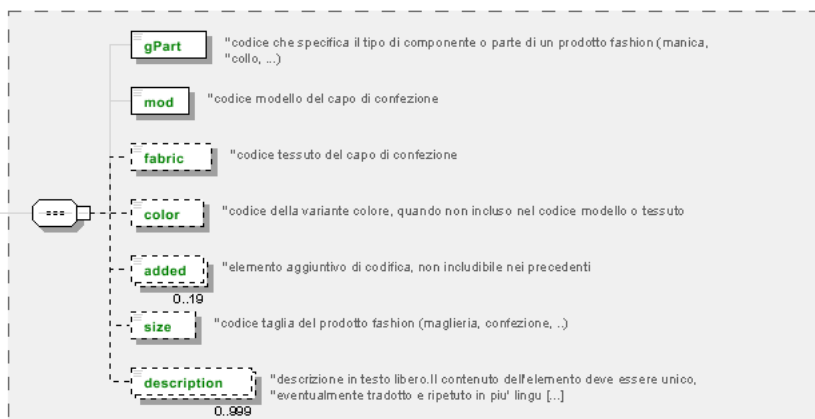 gPart
"codice che specifica il tipo di componente o parte di un prodotto fashion (manica,
"collo, ...)
mod
"codice modello del capo di confezione
fabric
"codice tessuto del capo di confezione
color
"codice della variante colore, quando non incluso nel codice modello o tessuto
added
"elemento aggiuntivo di codifica, non includibile nei precedenti
0..19
size
"codice taglia del prodotto fashion (maglieria, confezione, ..)
description
"descrizione in testo libero.Il contenuto dell'elemento deve essere unico,
"eventualmente tradotto e ripetuto in piu' lingu [...]
0..999